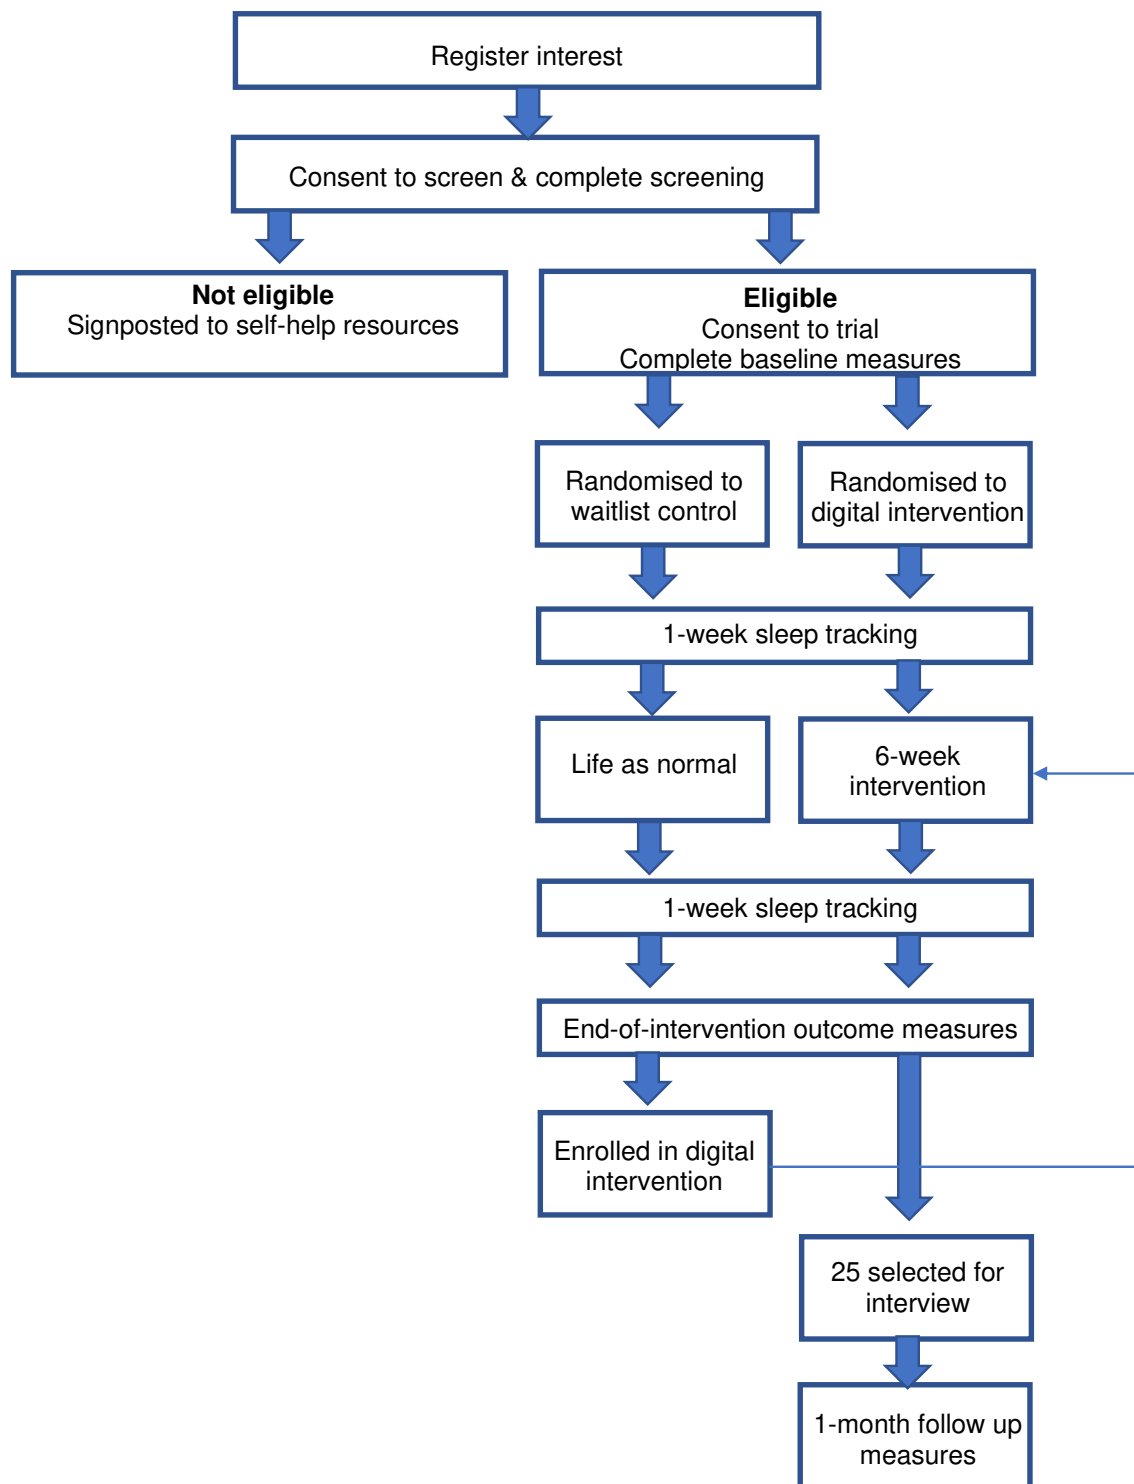 Register interest
Consent to screen & complete screening
Not eligible
Signposted to self-help resources
Eligible
Consent to trial
Complete baseline measures
Randomised to
waitlist control
Randomised to
digital intervention
1-week sleep tracking
Life as normal
6-week
intervention
1-week sleep tracking
End-of-intervention outcome measures
Enrolled in digital
intervention
25 selected for
interview
1-month follow up
measures